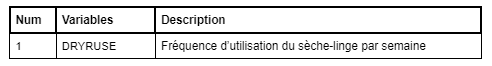 Num Variables Description
1 DRYRUSE Fréquence d'utilisation du sèche-linge par semaine